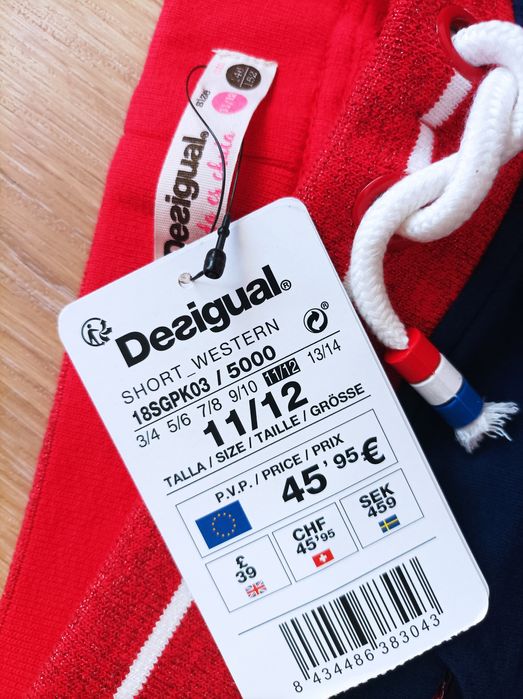 size
Desigual.
Desigual.®
SHORT_WESTERN ®
18SGPK03 / 5000
3/4 5/6 7/8 9/10 11/12 13/14
11/12
TALLA / SIZE / TAILLE / GRÖSSE
P.V.P. / PRICE / PRIX
45'95€
£
39
CHF
45'95
SEK
459
8 434486 383043